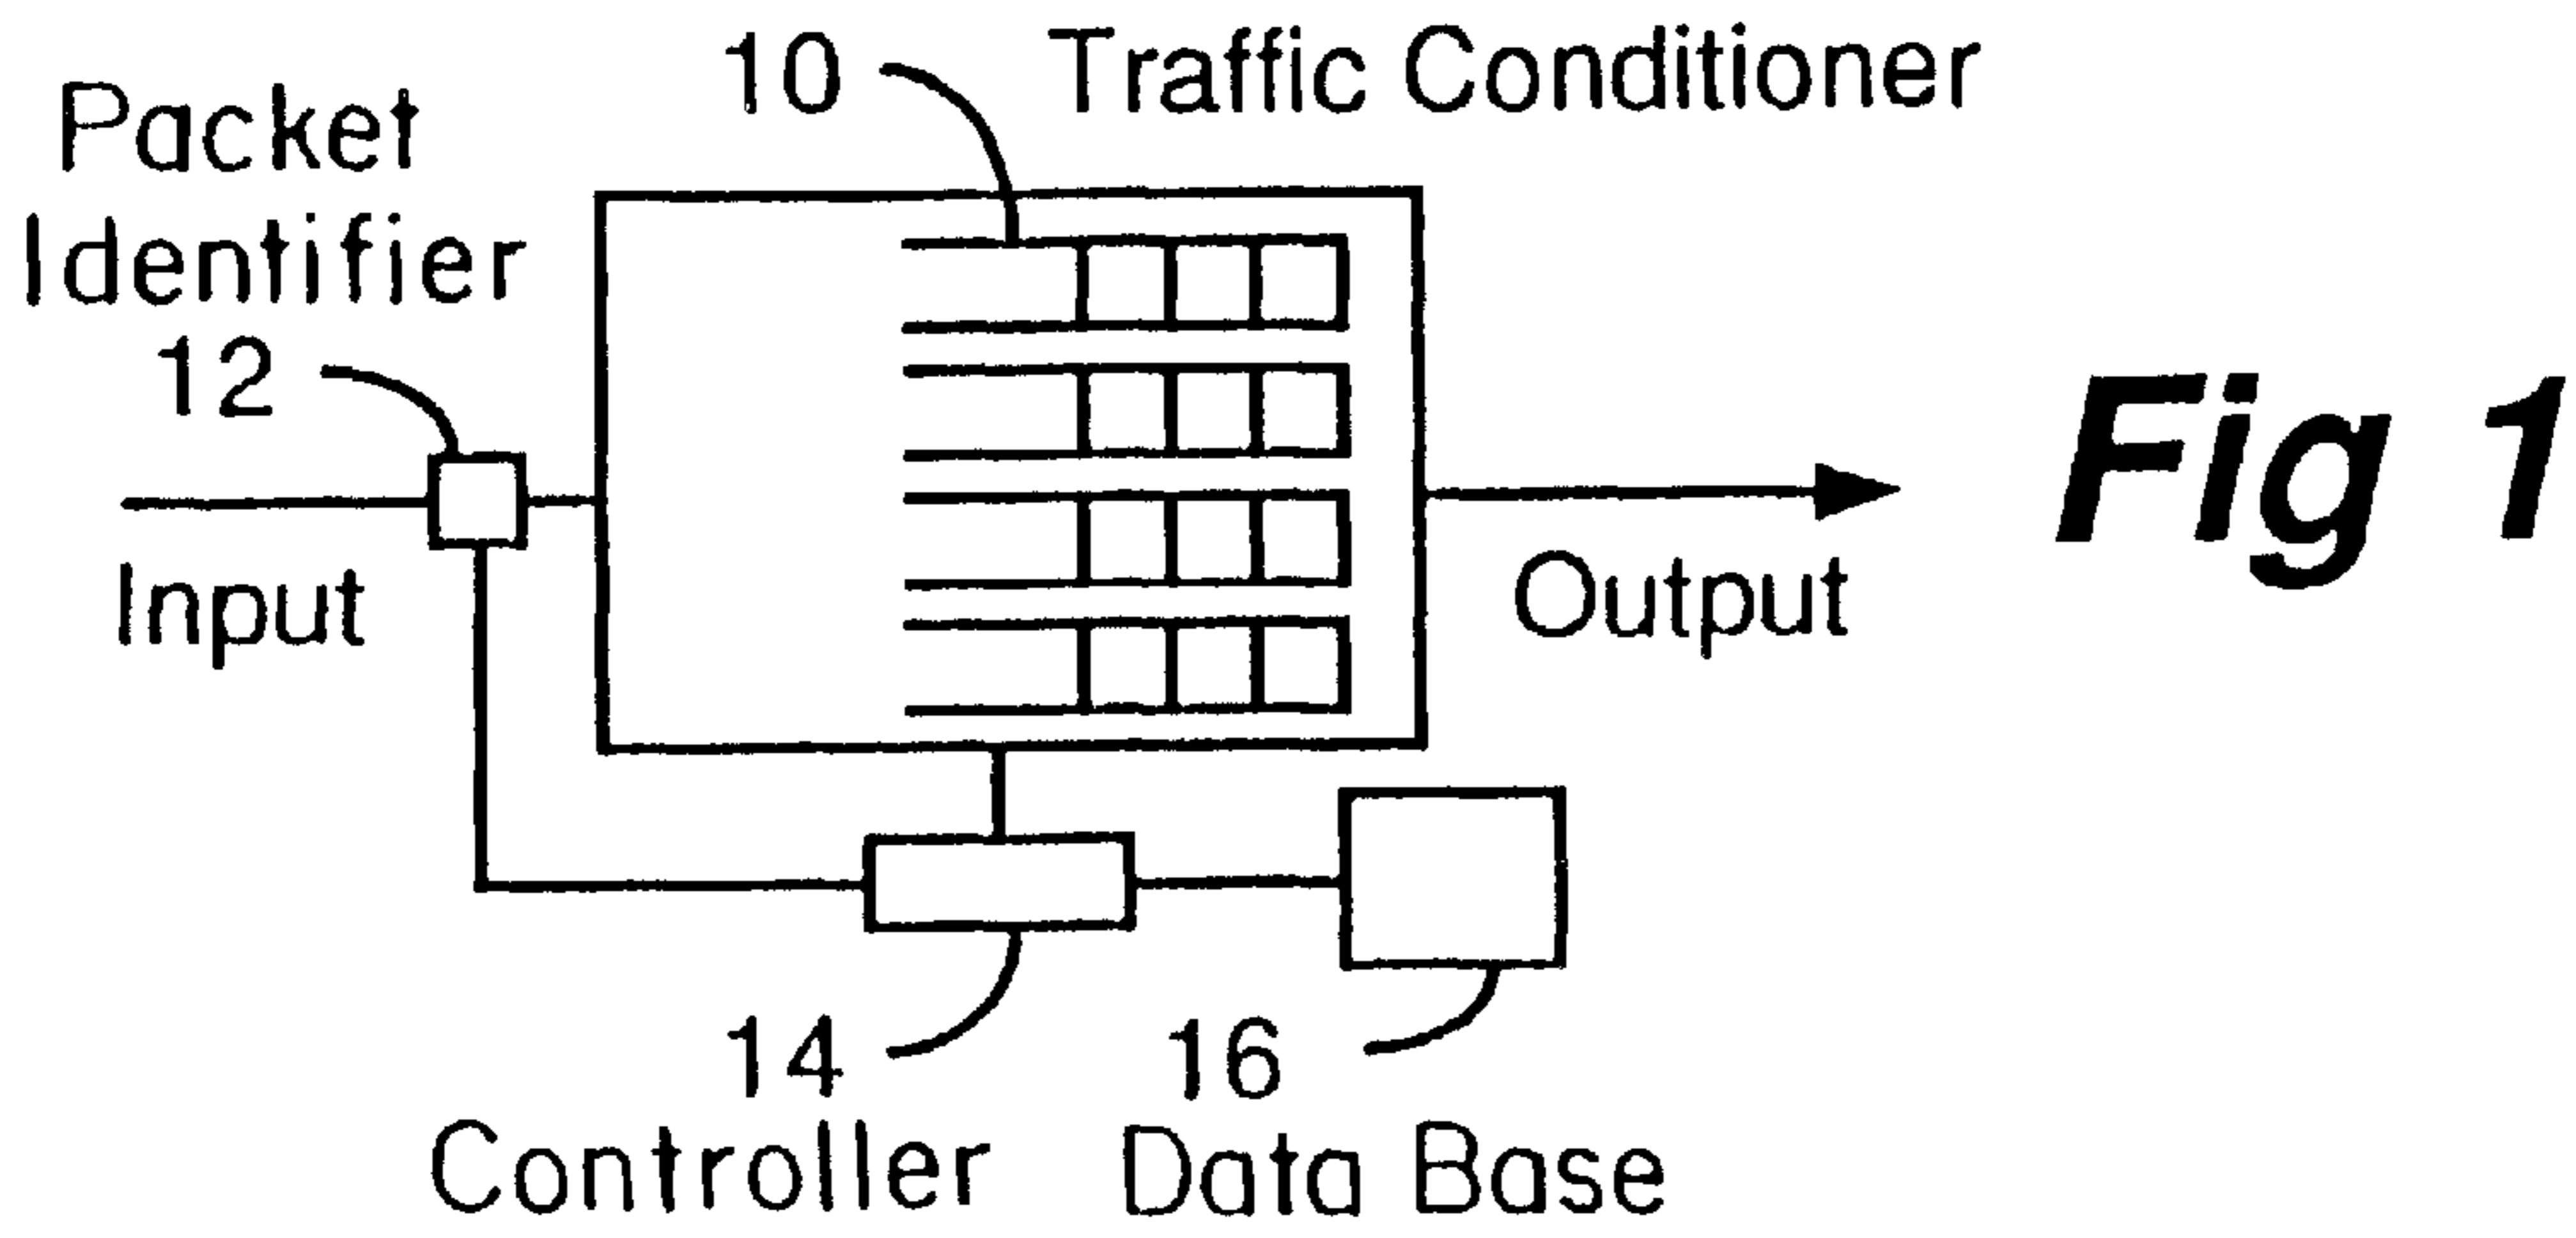 10 Traffic Conditioner
Packet
Identifier
12
Input
Output
Fig 1
14
Controller
16
Data Base